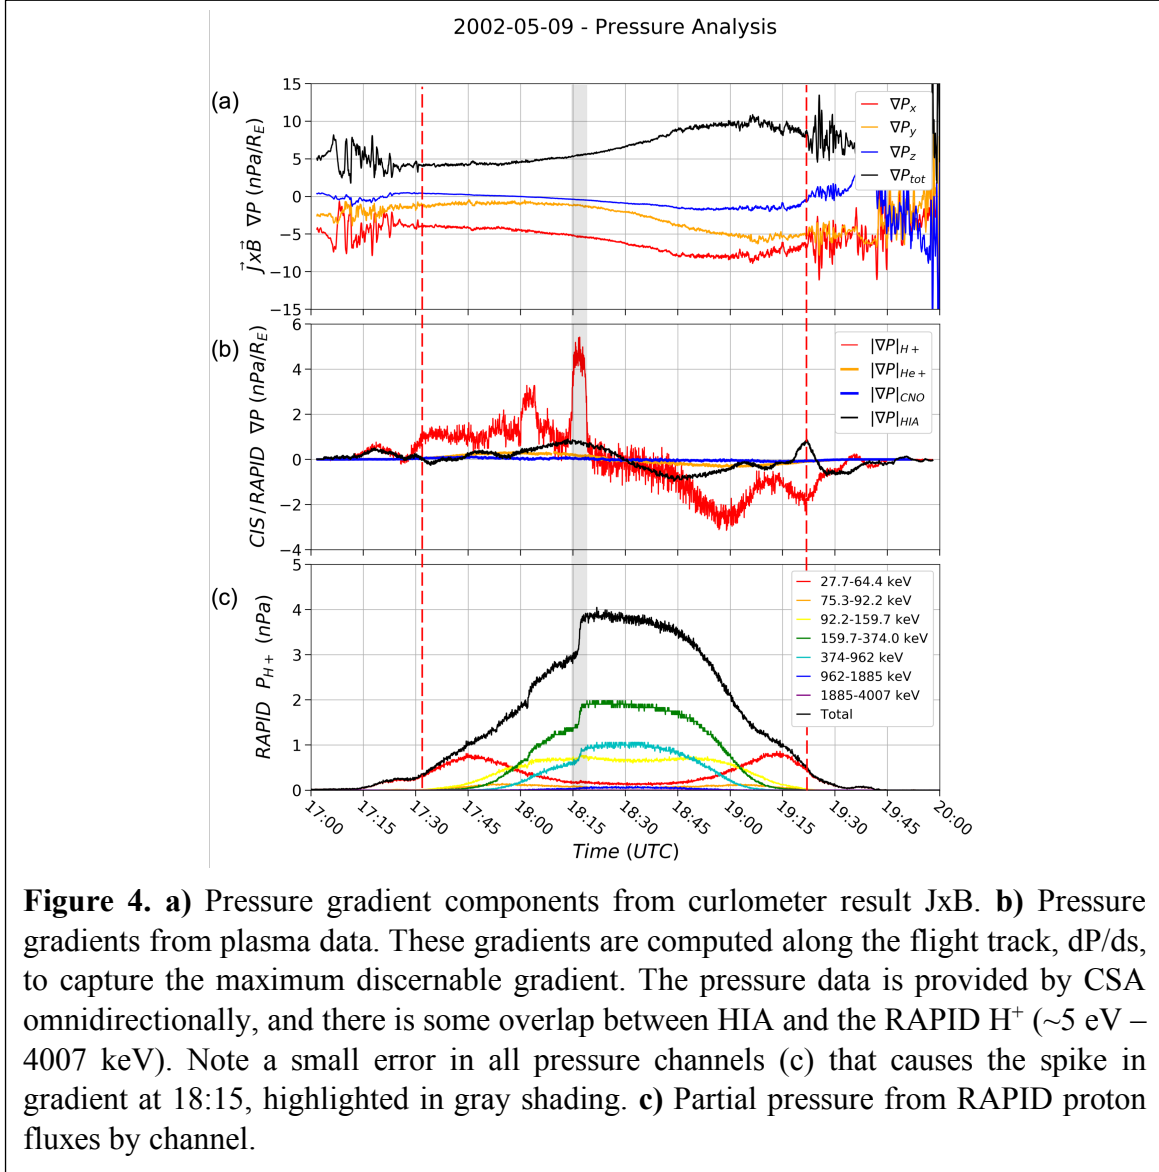 2002-05-09 - Pressure Analysis
(a)
J⃗xB ∇P (nPa/R_E)
15
10
5
0
−5
−10
−15
∇P_x
∇P_y
∇P_z
∇P_tot
(b)
CIS/RAPID ∇P (nPa/R_E)
6
4
2
0
−2
−4
|∇P|_H+
|∇P|_He+
|∇P|_CNO
|∇P|_HIA
(c)
RAPID P_H+ (nPa)
5
4
3
2
1
0
27.7-64.4 keV
75.3-92.2 keV
92.2-159.7 keV
159.7-374.0 keV
374-962 keV
962-1885 keV
1885-4007 keV
Total
17:00 17:15 17:30 17:45 18:00 18:15 18:30 18:45 19:00 19:15 19:30 19:45 20:00
Time (UTC)
Figure 4. a) Pressure gradient components from curlometer result JxB. b) Pressure
gradients from plasma data. These gradients are computed along the flight track, dP/ds,
to capture the maximum discernable gradient. The pressure data is provided by CSA
omnidirectionally, and there is some overlap between HIA and the RAPID H⁺ (~5 eV –
4007 keV). Note a small error in all pressure channels (c) that causes the spike in
gradient at 18:15, highlighted in gray shading. c) Partial pressure from RAPID proton
fluxes by channel.